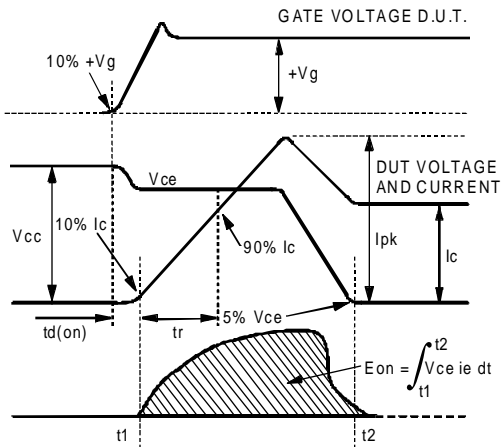 GATE VOLTAGE D.U.T.
10% +Vg
+Vg
Vce
DUT VOLTAGE
AND CURRENT
10% Ic
Vcc
90% Ic
Ipk
Ic
td(on)
tr
5% Vce
Eon = ∫ Vce ie dt
t2
t1
t1
t2